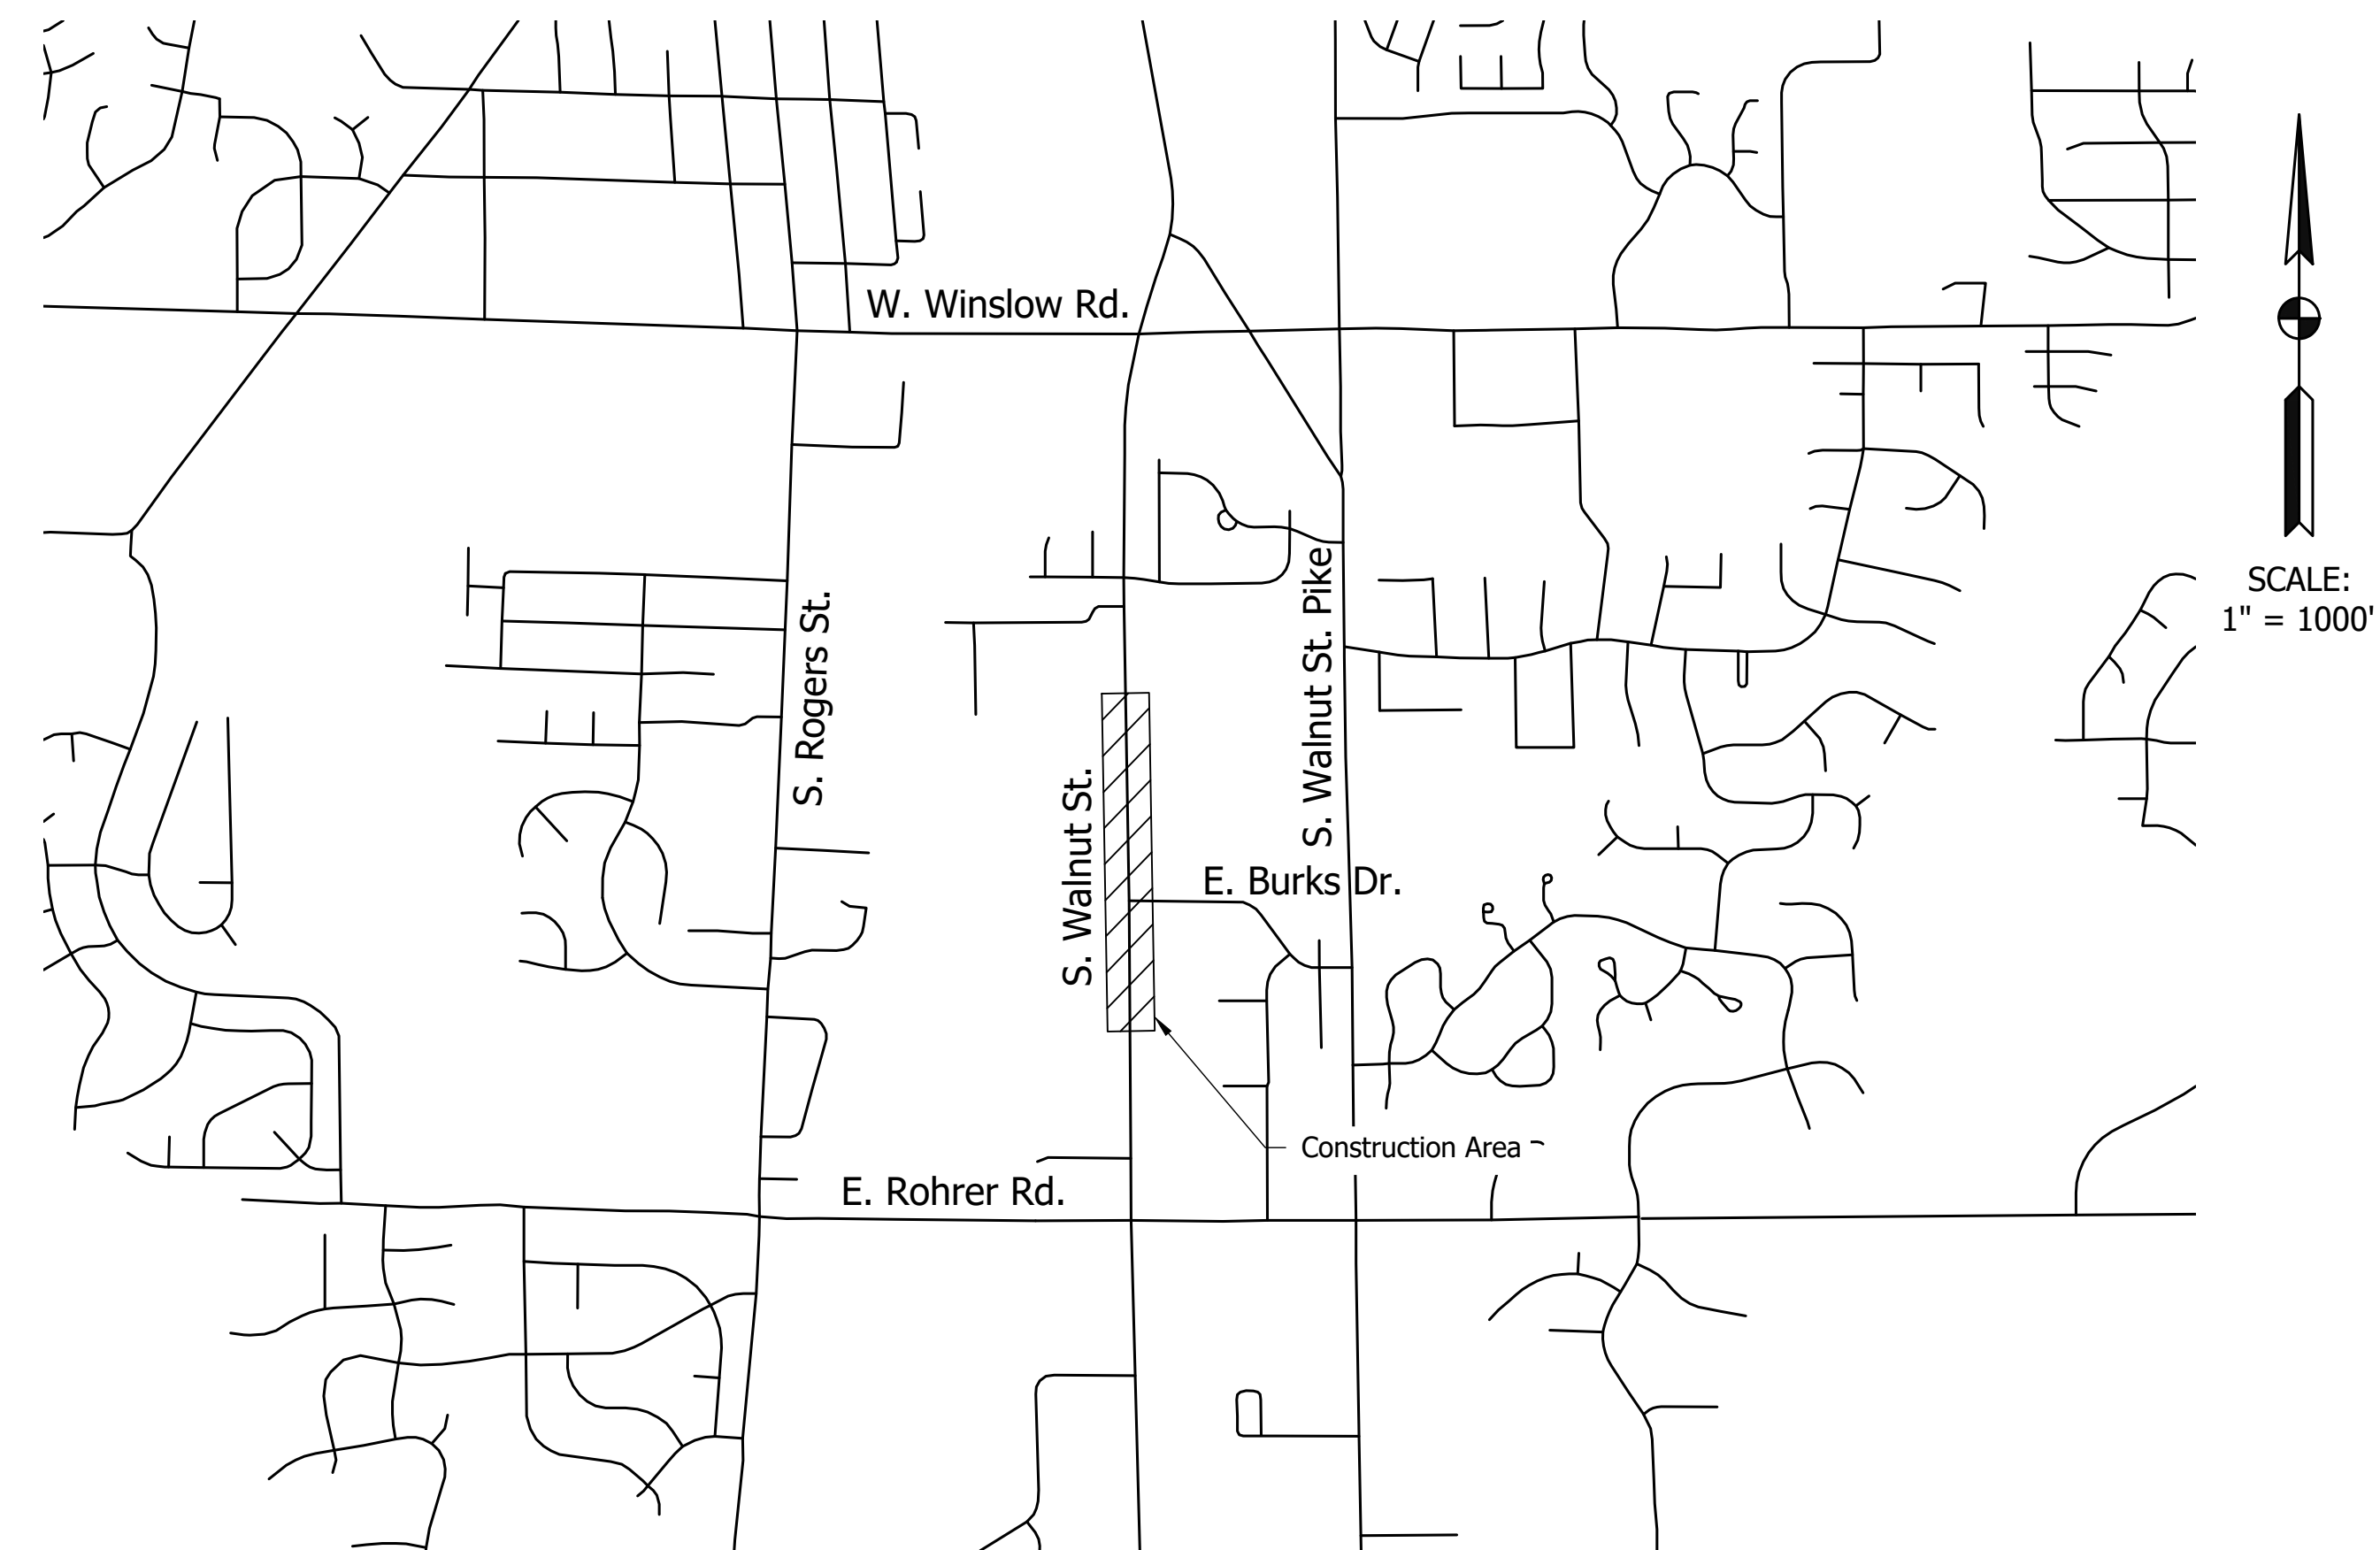 W. Winslow Rd.
SCALE:
1" = 1000'
S. Rogers St.
S. Walnut St. Pike
S. Walnut St.
E. Burks Dr.
Construction Area
E. Rohrer Rd.